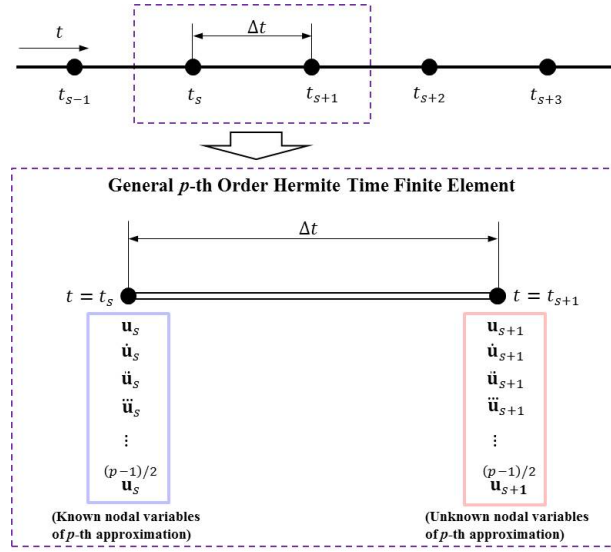 t
Δt
t_{s−1}
t_s
t_{s+1}
t_{s+2}
t_{s+3}
General p-th Order Hermite Time Finite Element
Δt
t = t_s
t = t_{s+1}
𝐮_s
𝐮̇_s
𝐮̈_s
𝐮⃛_s
⋮
(p−1)/2
𝐮_s
(Known nodal variables
of p-th approximation)
𝐮_{s+1}
𝐮̇_{s+1}
𝐮̈_{s+1}
𝐮⃛_{s+1}
⋮
(p−1)/2
𝐮_{s+1}
(Unknown nodal variables
of p-th approximation)